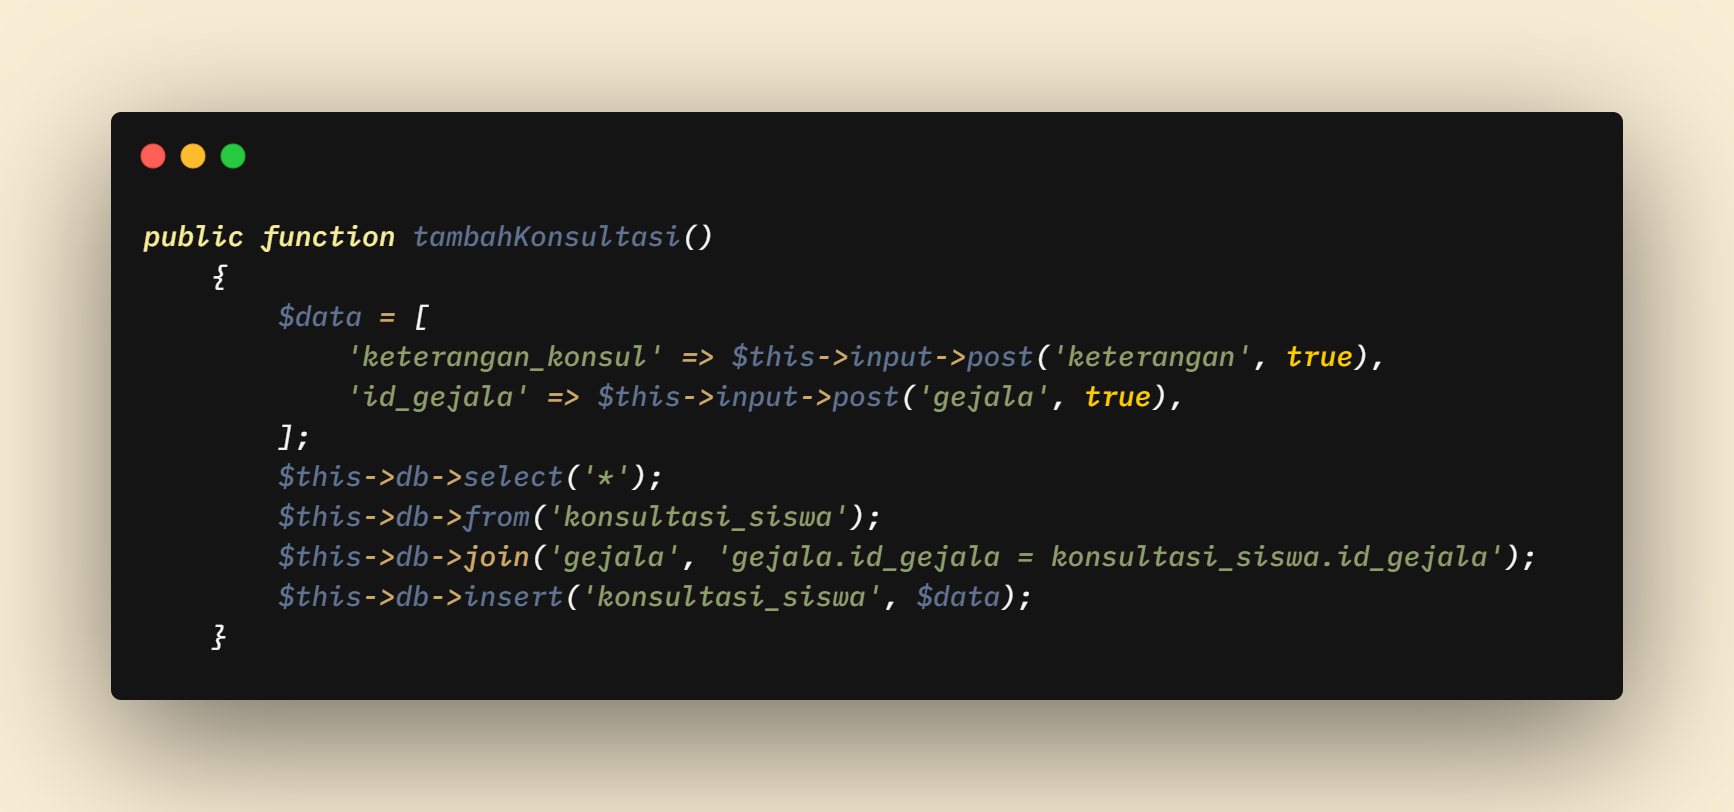 public function tambahKonsultasi()
    {
        $data = [
            'keterangan_konsul' => $this->input->post('keterangan', true),
            'id_gejala' => $this->input->post('gejala', true),
        ];
        $this->db->select('*');
        $this->db->from('konsultasi_siswa');
        $this->db->join('gejala', 'gejala.id_gejala = konsultasi_siswa.id_gejala');
        $this->db->insert('konsultasi_siswa', $data);
    }